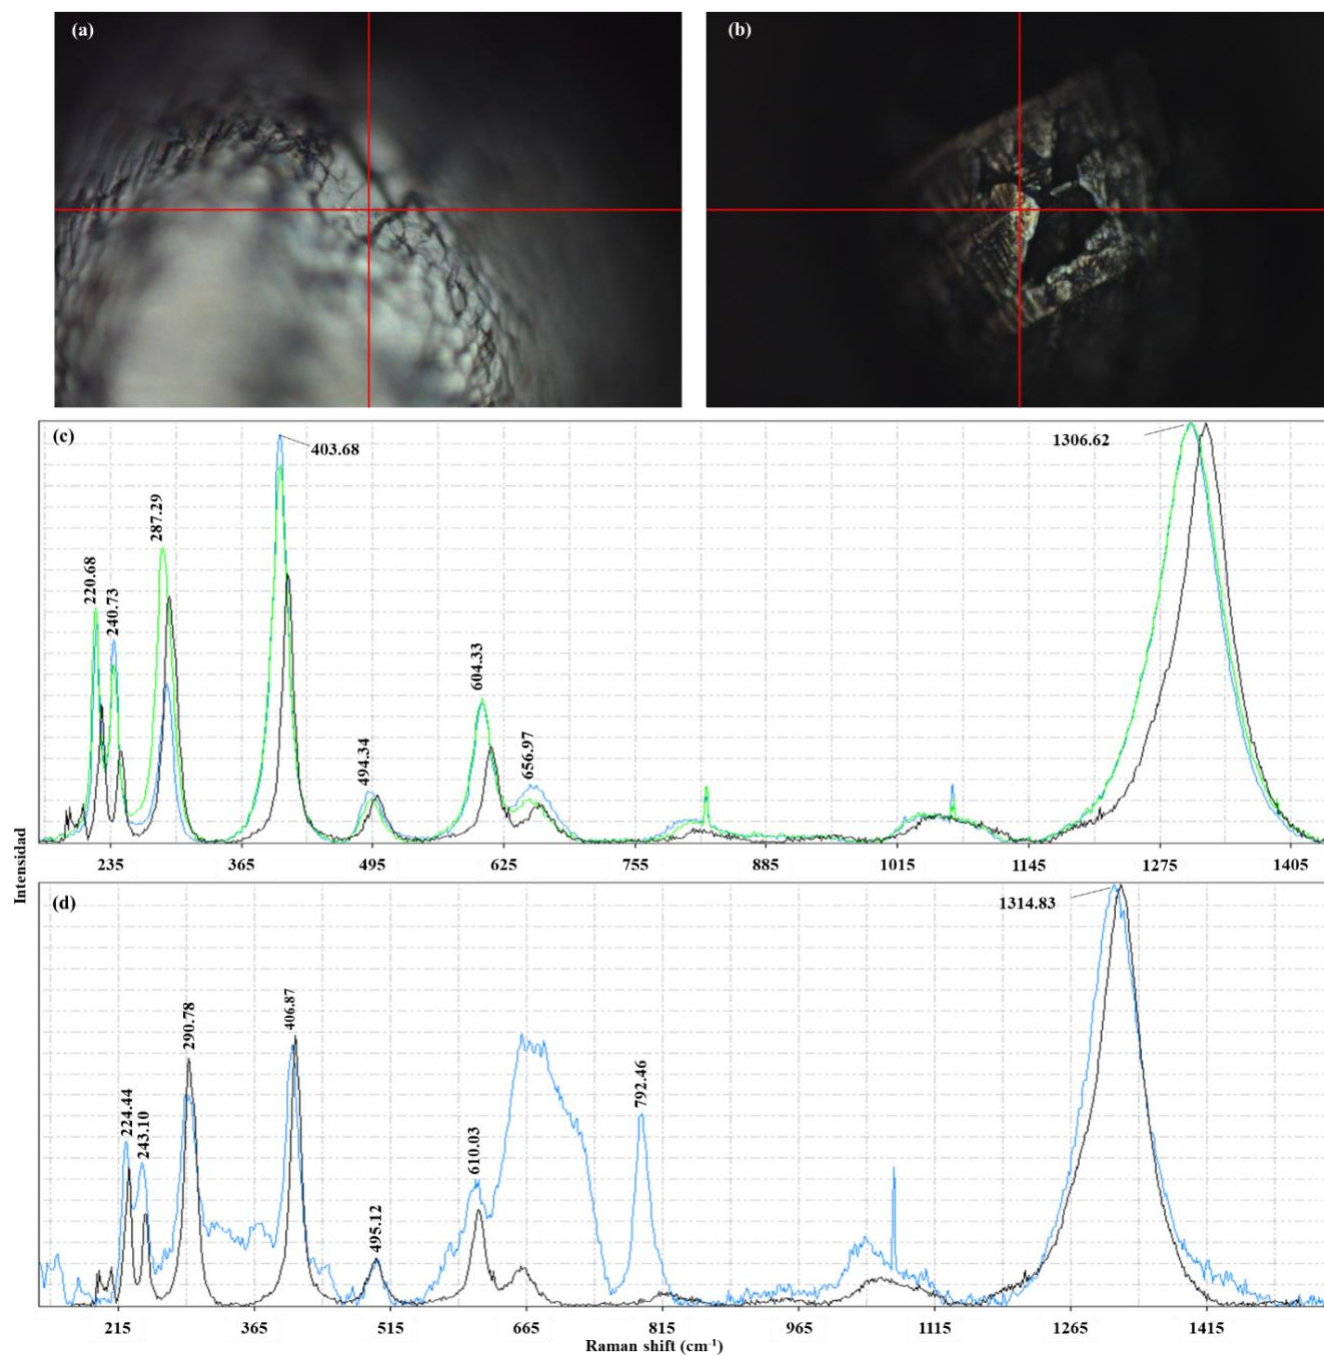 (a)
(b)
(c)
403.68
1306.62
287.29
220.68
240.73
604.33
494.34
656.97
235 365 495 625 755 885 1015 1145 1275 1405
Intensidad
(d)
1314.83
290.78
406.87
224.44
243.10
792.46
610.03
495.12
215 365 515 665 815 965 1115 1265 1415
Raman shift (cm⁻¹)